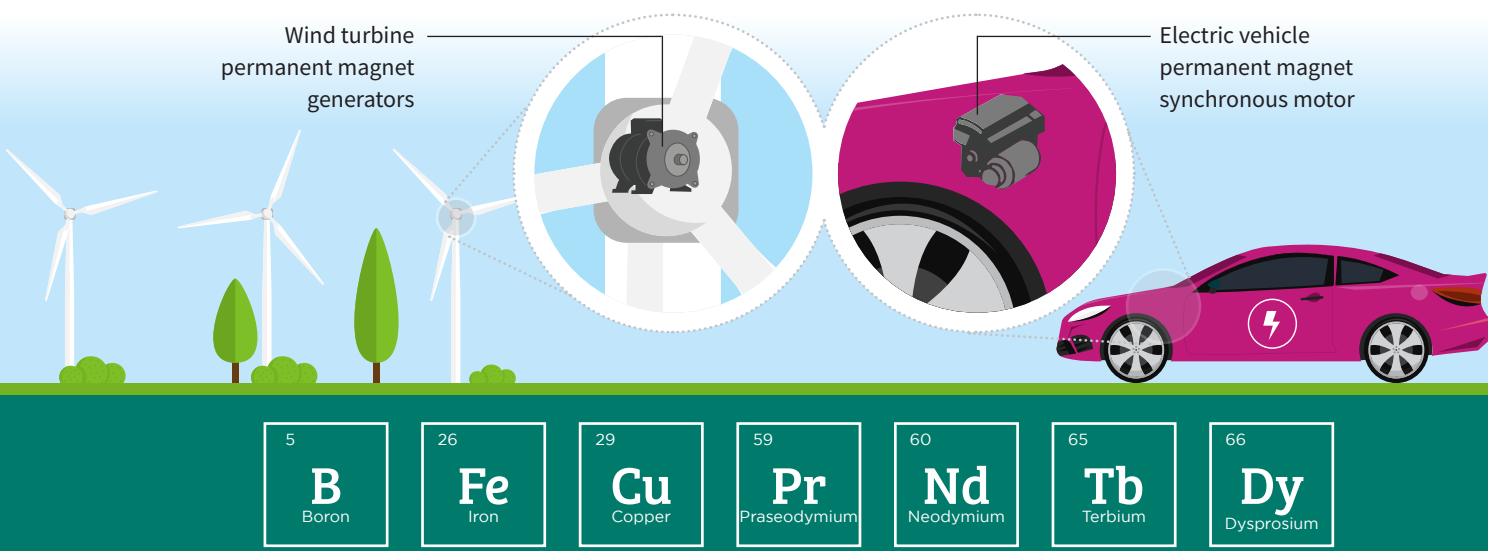 Wind turbine
permanent magnet
generators
Electric vehicle
permanent magnet
synchronous motor
5
B
Boron
26
Fe
Iron
29
Cu
Copper
59
Pr
Praseodymium
60
Nd
Neodymium
65
Tb
Terbium
66
Dy
Dysprosium